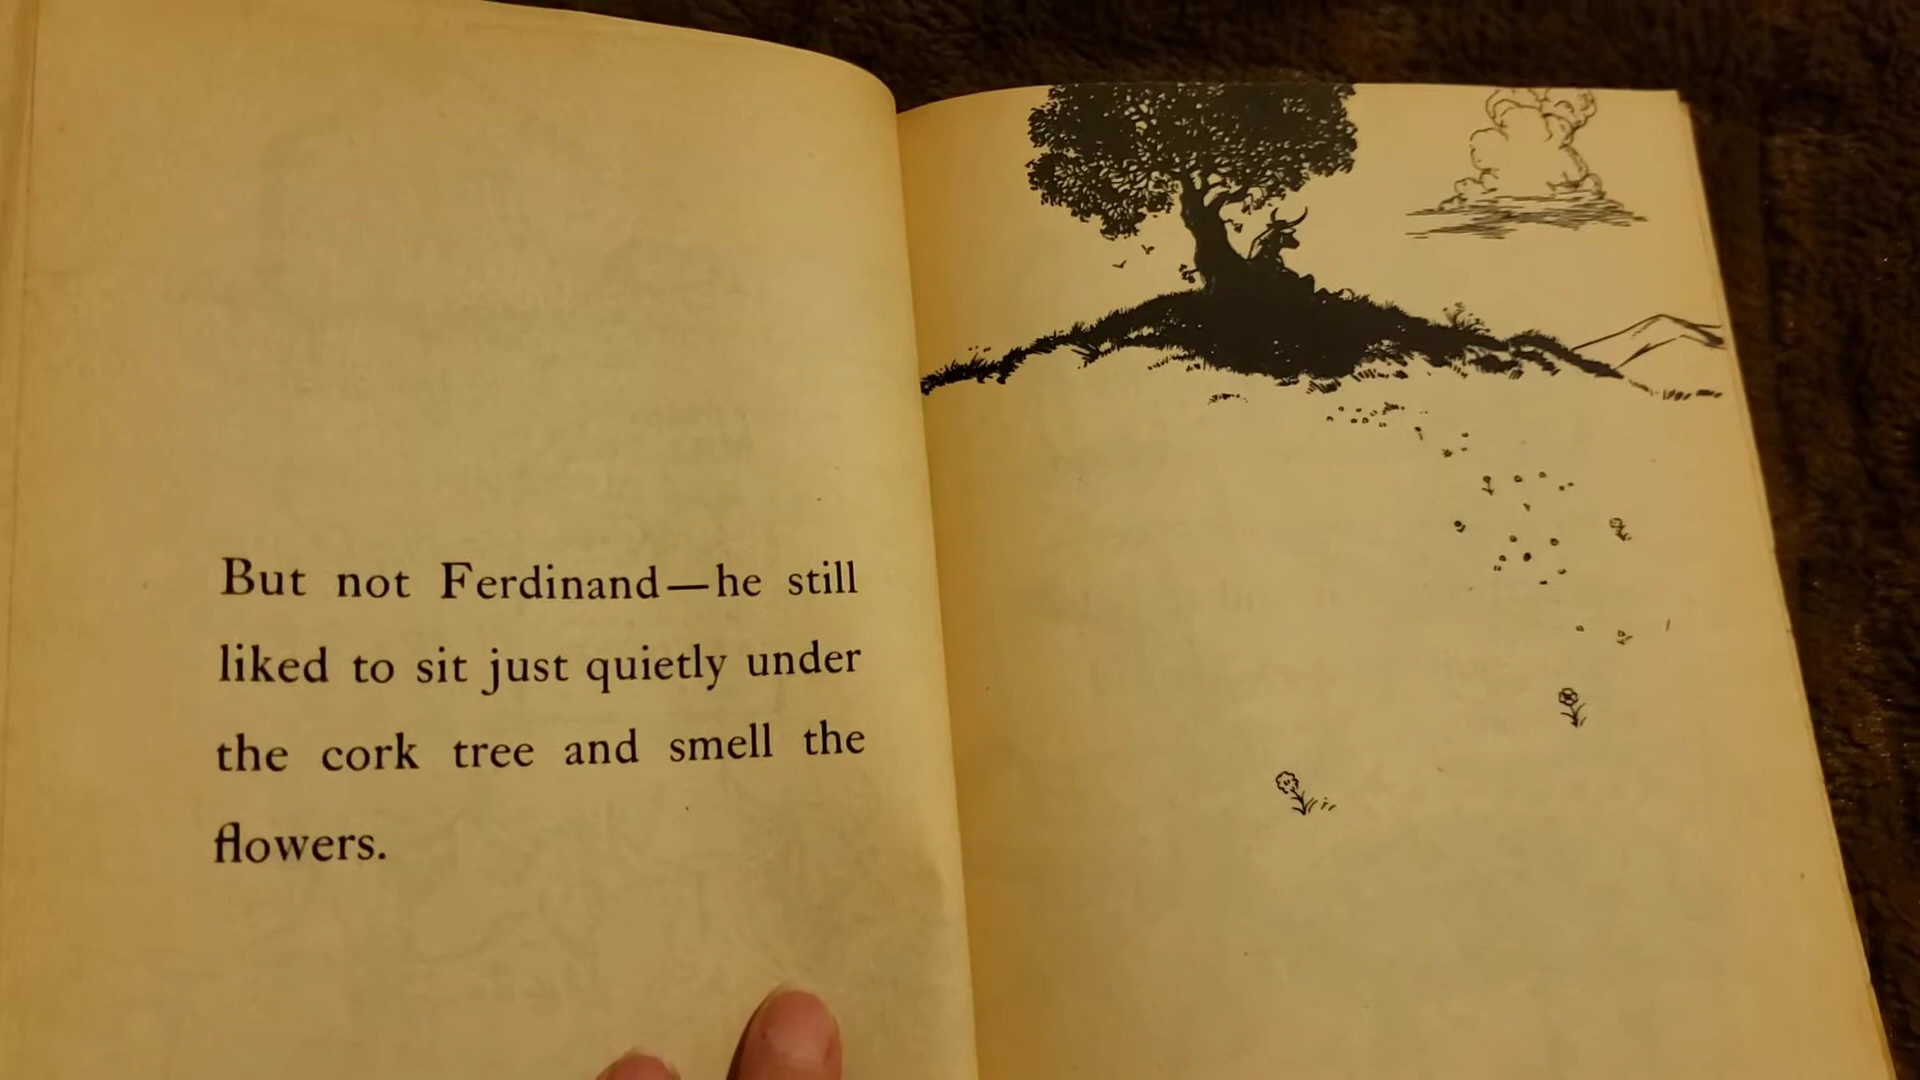 But not Ferdinand—he still
liked to sit just quietly under
the cork tree and smell the
flowers.